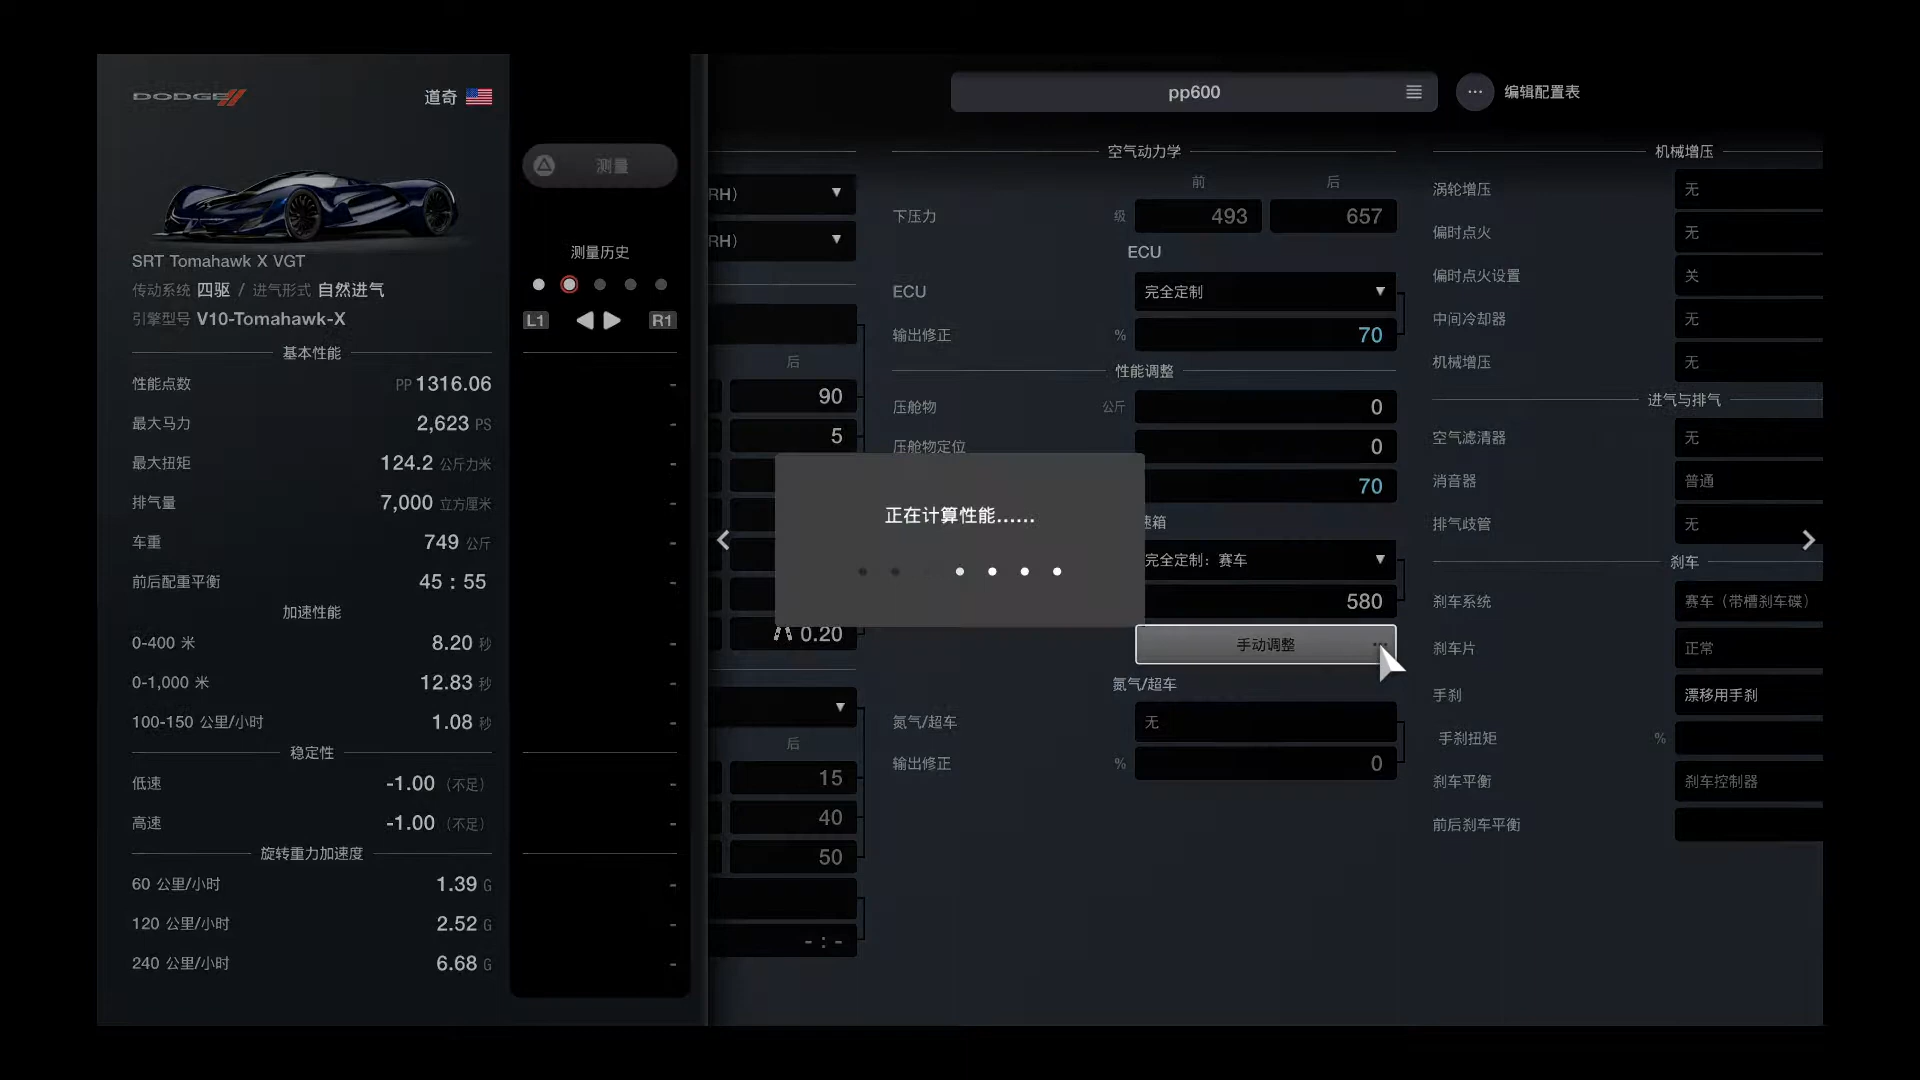 DODGE
道奇
SRT Tomahawk X VGT
传动系统 四驱 / 进气形式 自然进气
引擎型号 V10-Tomahawk-X
基本性能
性能点数 PP 1316.06
最大马力 2,623 PS
最大扭矩 124.2 公斤力米
排气量 7,000 立方厘米
车重 749 公斤
前后配重平衡 45 : 55
加速性能
0-400 米 8.20 秒
0-1,000 米 12.83 秒
100-150 公里/小时 1.08 秒
稳定性
低速 -1.00 (不足)
高速 -1.00 (不足)
旋转重力加速度
60 公里/小时 1.39 G
120 公里/小时 2.52 G
240 公里/小时 6.68 G
测量
测量历史
L1 R1
pp600
编辑配置表
RH)
RH)
后
90
5
0.20
后
15
40
50
- : -
空气动力学
前 后
下压力 级 493 657
ECU
ECU 完全定制
输出修正 % 70
性能调整
压舱物 公斤 0
压舱物定位 0
70
正在计算性能......
速箱
完全定制：赛车
580
手动调整
氮气/超车
氮气/超车 无
输出修正 % 0
机械增压
涡轮增压 无
偏时点火 无
偏时点火设置 关
中间冷却器 无
机械增压 无
进气与排气
空气滤清器 无
消音器 普通
排气歧管 无
刹车
刹车系统 赛车（带槽刹车碟）
刹车片 正常
手刹 漂移用手刹
手刹扭矩 %
刹车平衡 刹车控制器
前后刹车平衡